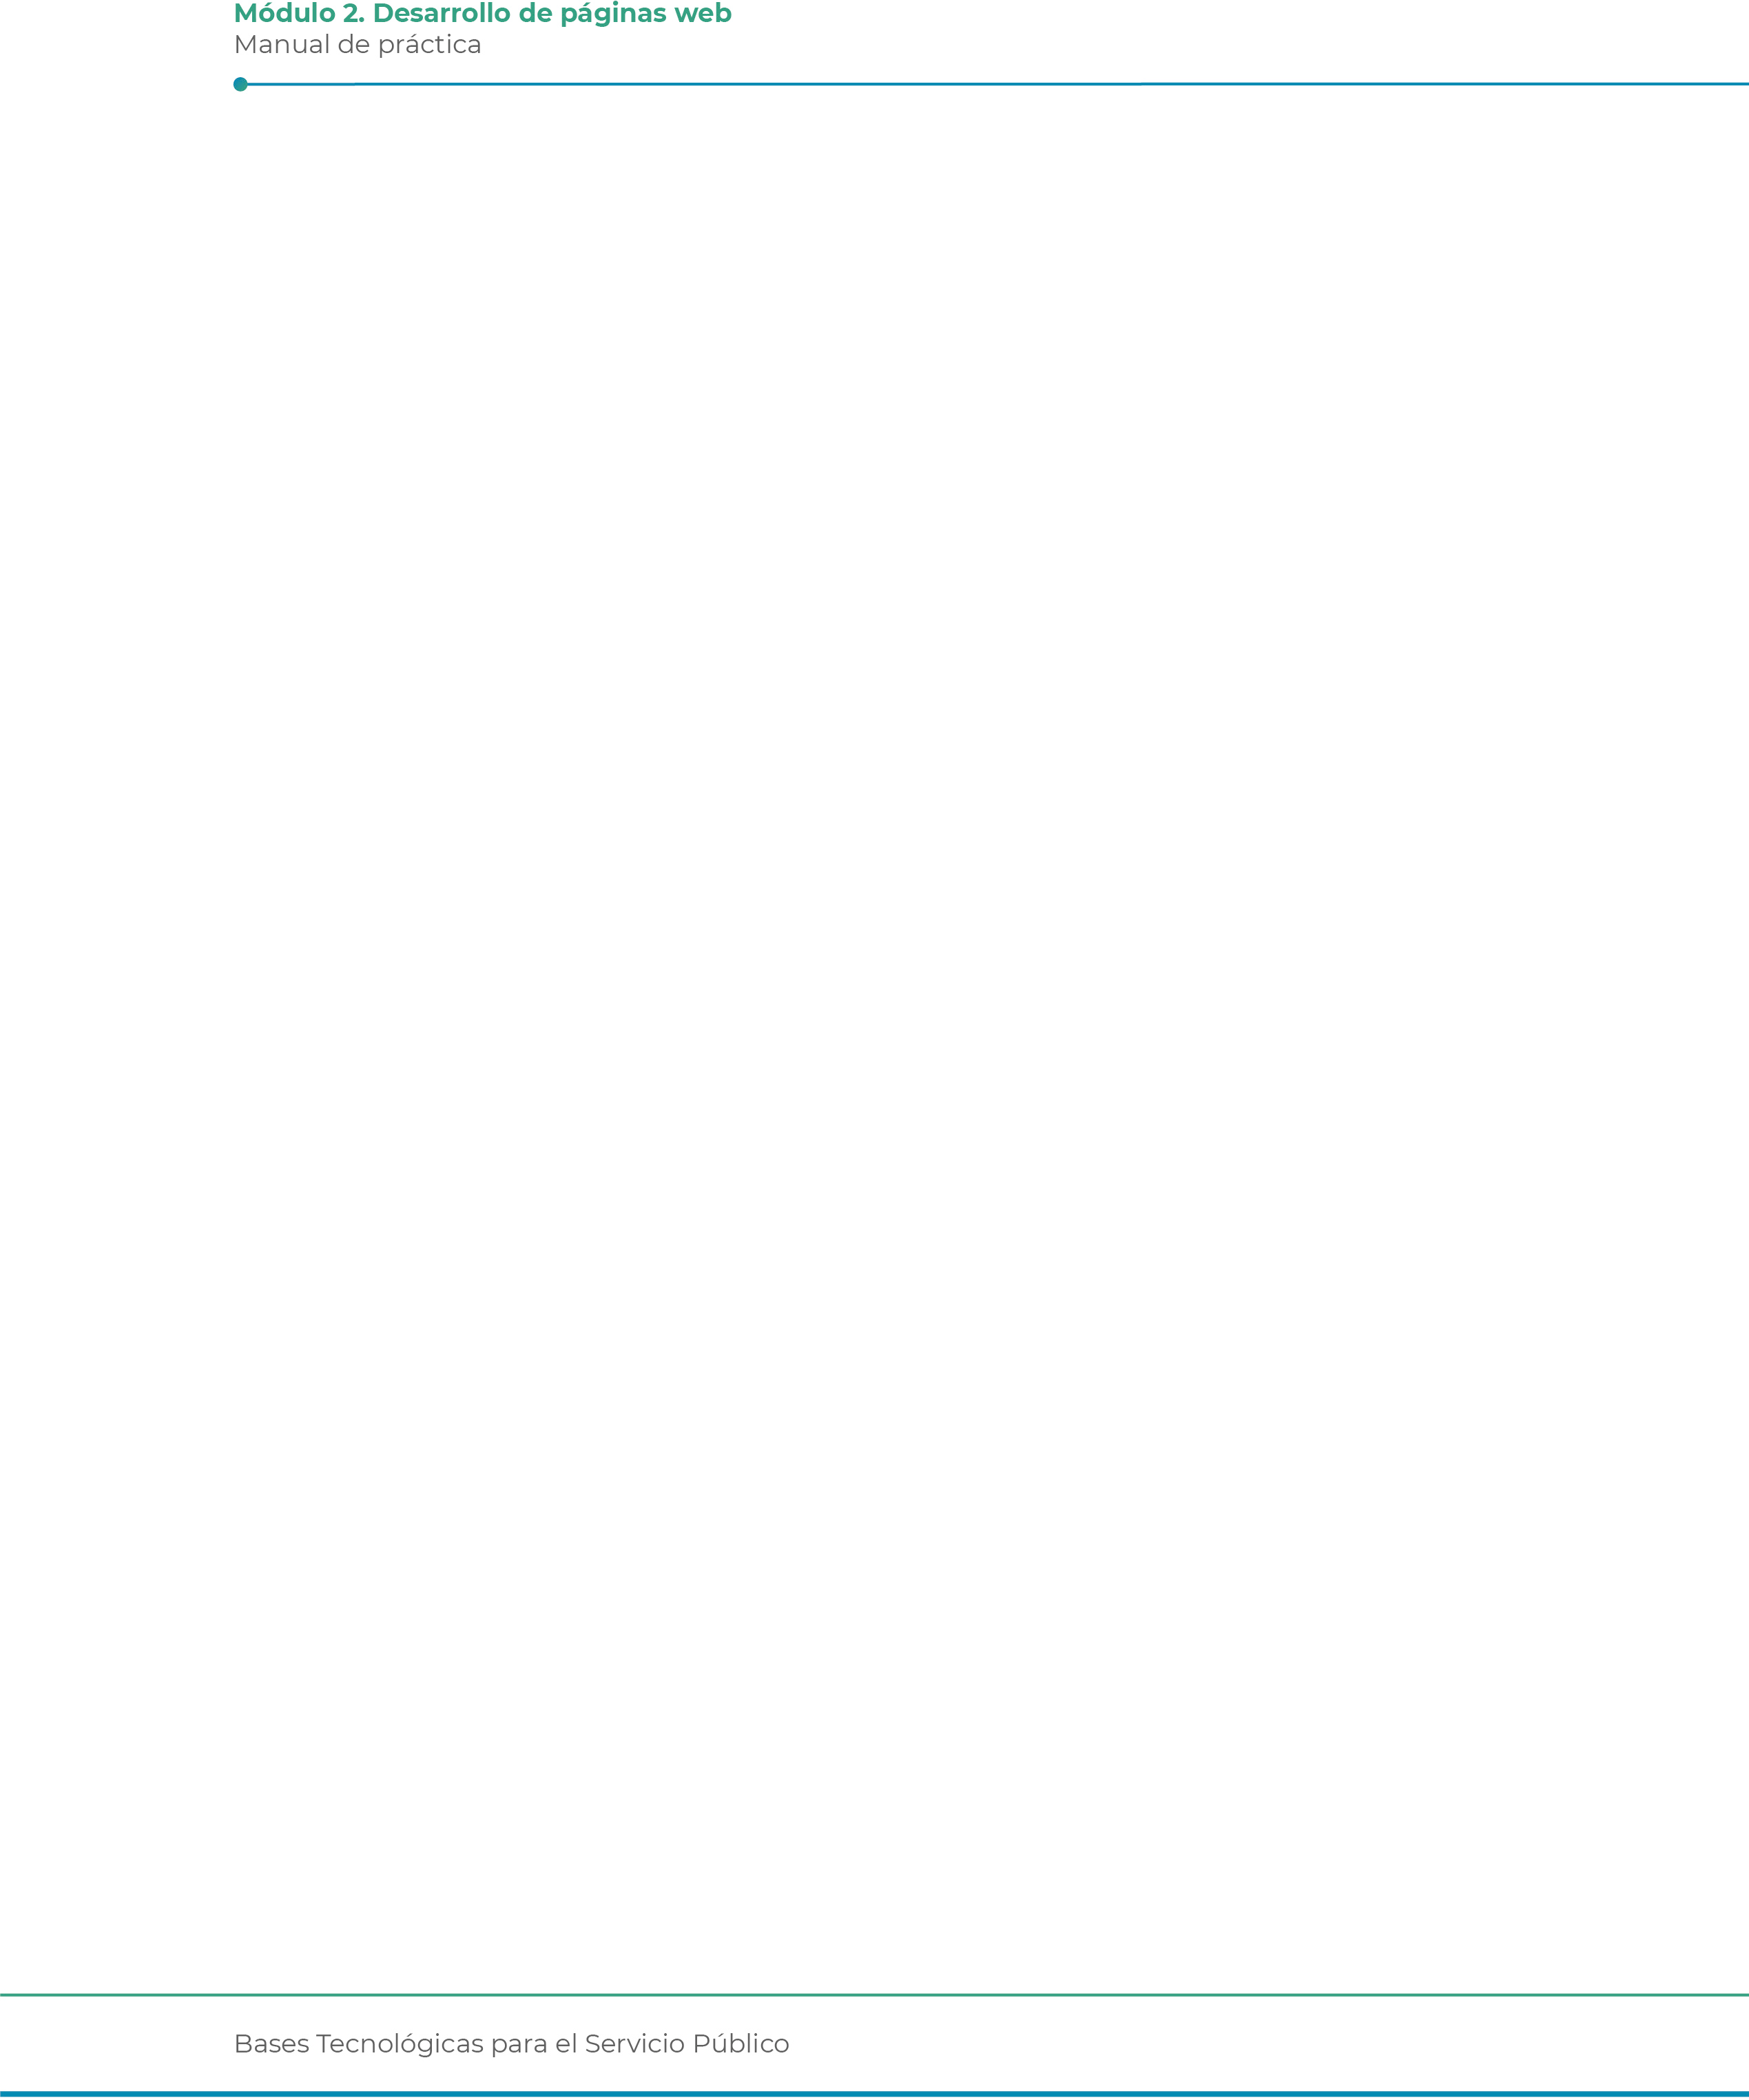 Módulo 2. Desarrollo de páginas web
Manual de práctica
Bases Tecnológicas para el Servicio Público